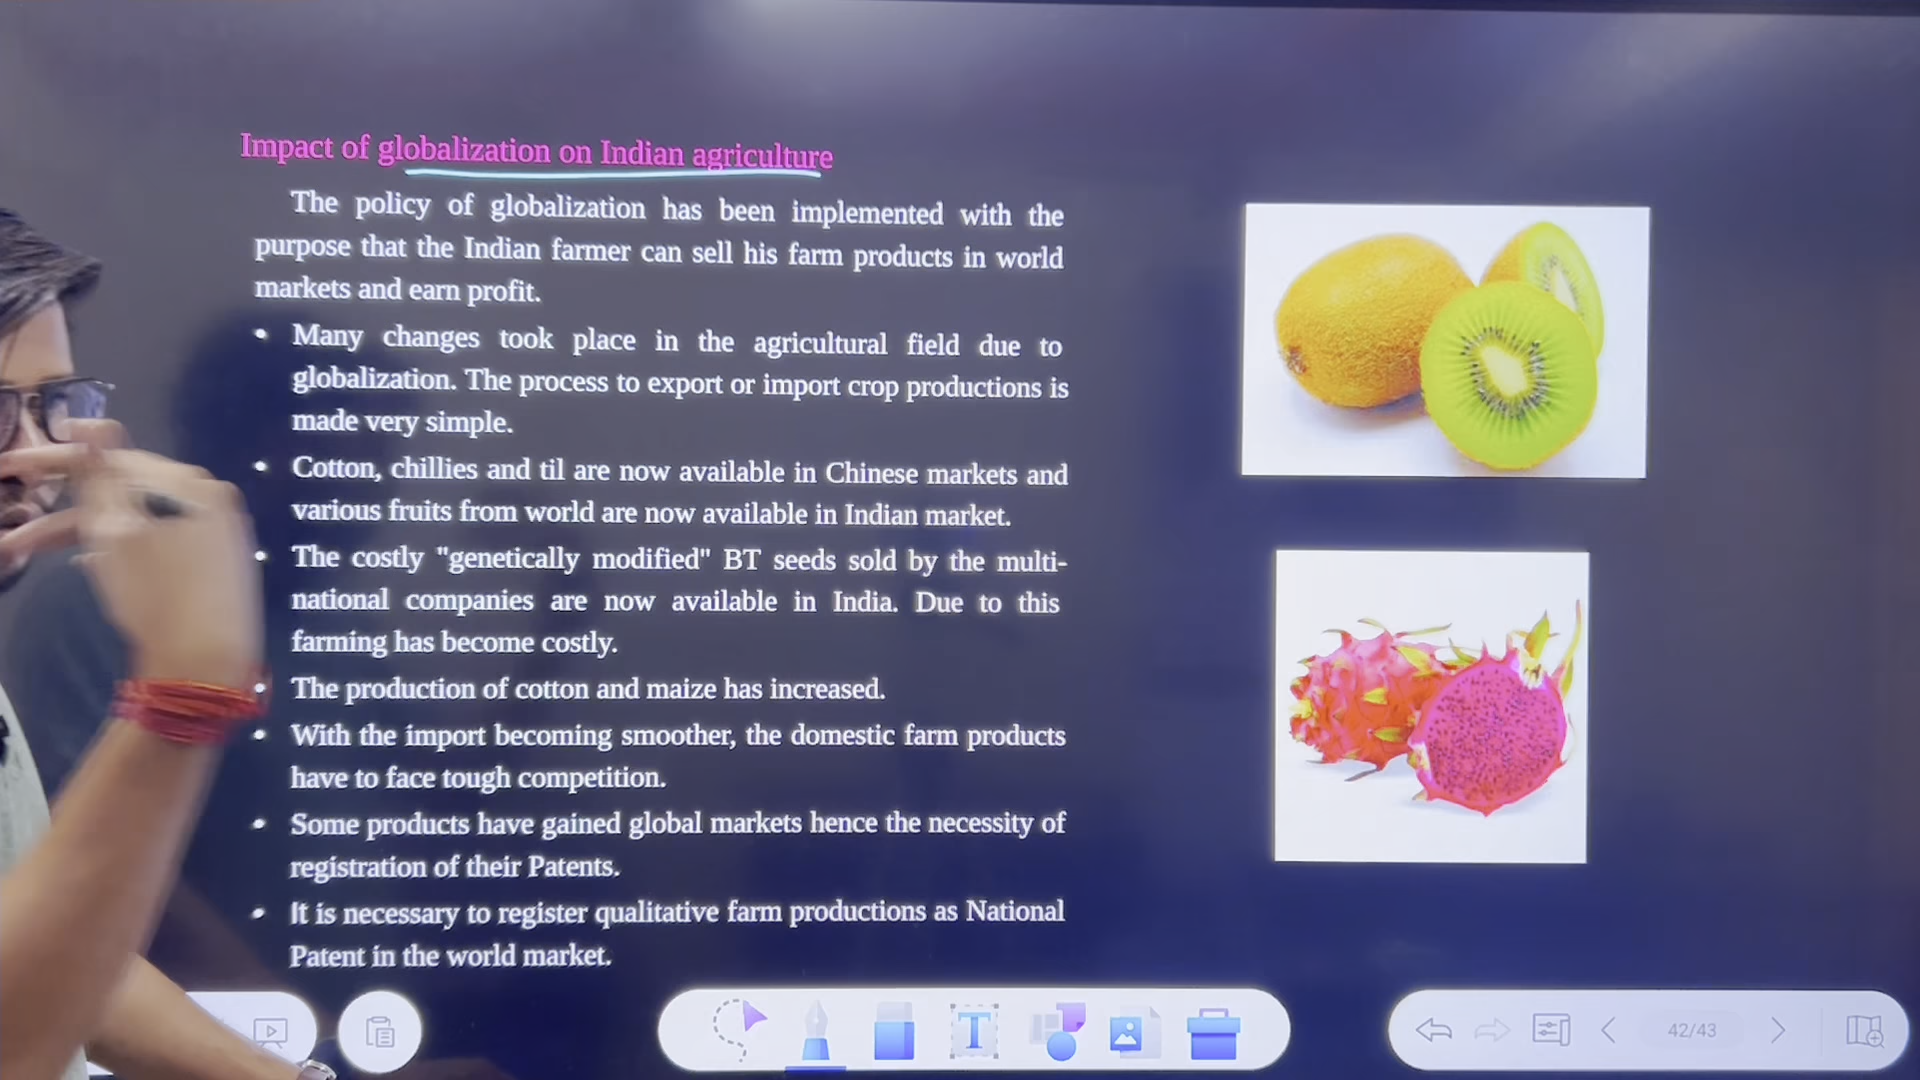 Impact of globalization on Indian agriculture
The policy of globalization has been implemented with the
purpose that the Indian farmer can sell his farm products in world
markets and earn profit.
• Many changes took place in the agricultural field due to
globalization. The process to export or import crop productions is
made very simple.
• Cotton, chillies and til are now available in Chinese markets and
various fruits from world are now available in Indian market.
• The costly "genetically modified" BT seeds sold by the multi-
national companies are now available in India. Due to this
farming has become costly.
• The production of cotton and maize has increased.
• With the import becoming smoother, the domestic farm products
have to face tough competition.
• Some products have gained global markets hence the necessity of
registration of their Patents.
• It is necessary to register qualitative farm productions as National
Patent in the world market.
T
42/43